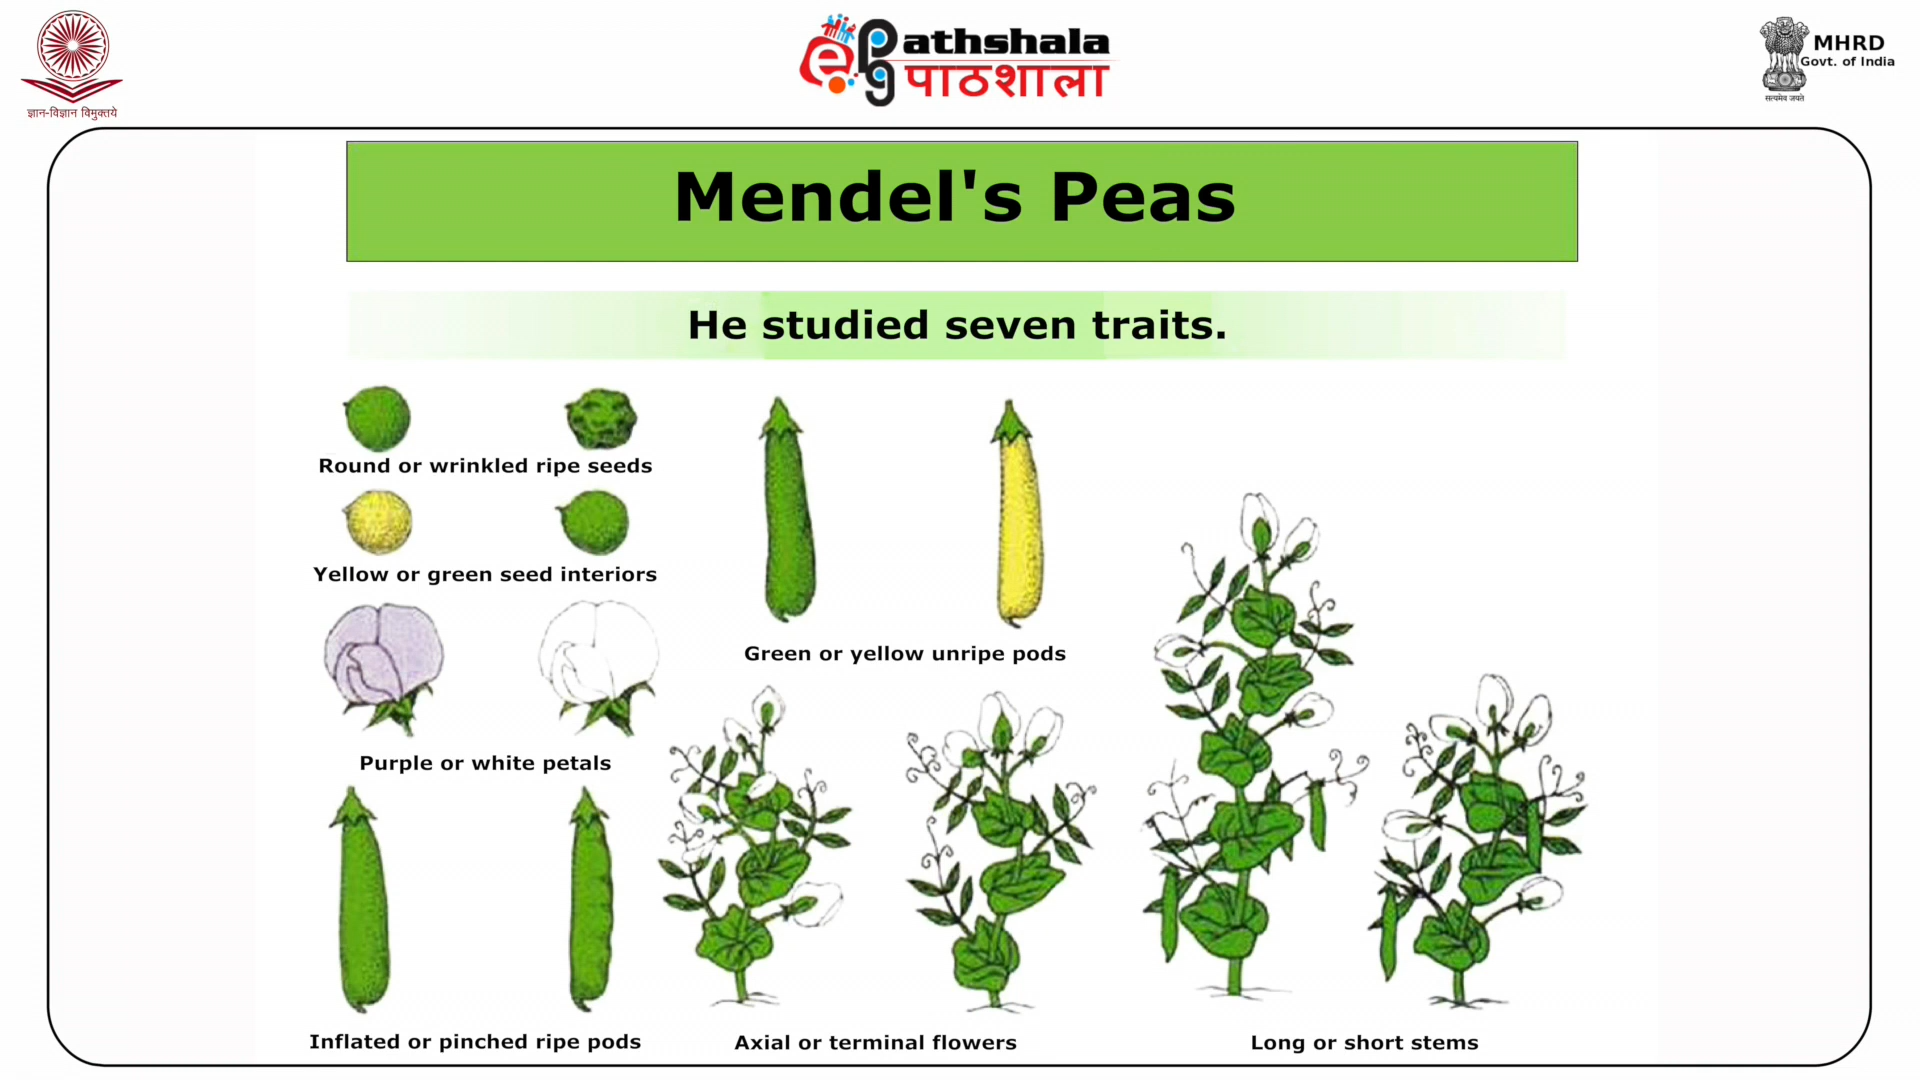 ज्ञान-विज्ञान विमुक्तये
ePg Pathshala
पाठशाला
MHRD
Govt. of India
सत्यमेव जयते
Mendel's Peas
He studied seven traits.
Round or wrinkled ripe seeds
Yellow or green seed interiors
Green or yellow unripe pods
Purple or white petals
Inflated or pinched ripe pods
Axial or terminal flowers
Long or short stems